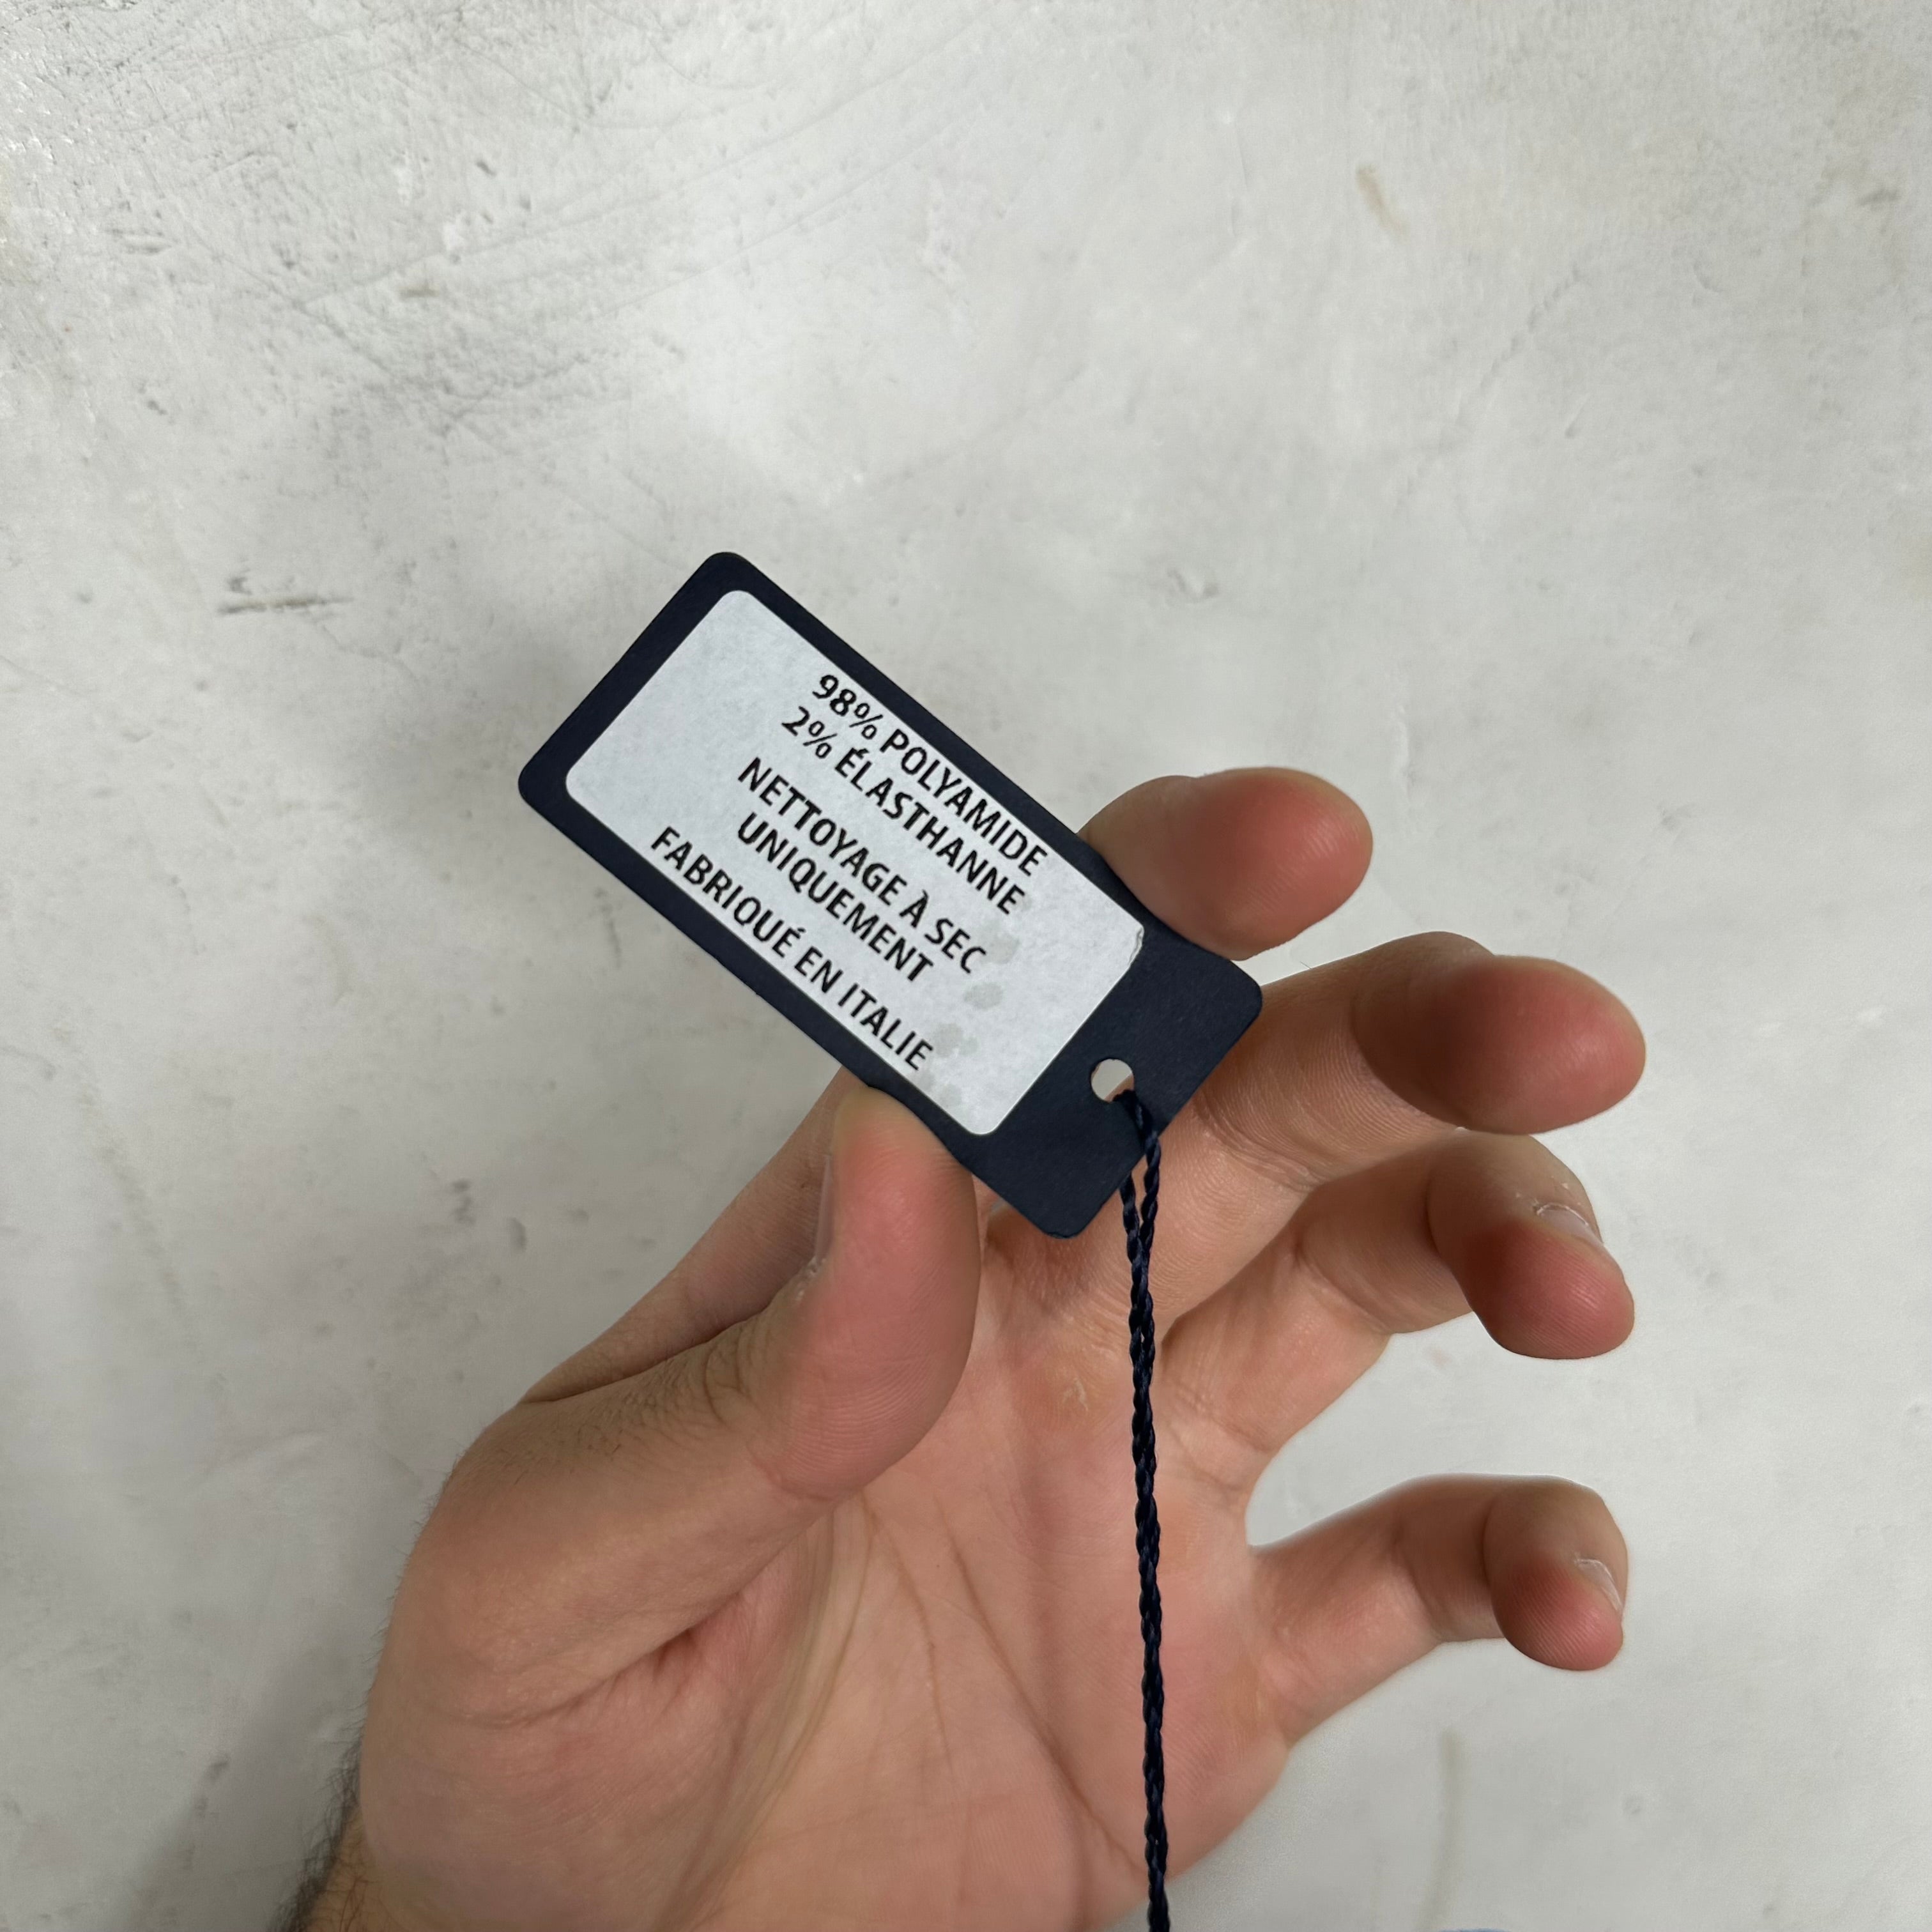 98% POLYAMIDE
2% ÉLASTHANNE
NETTOYAGE À SEC
UNIQUEMENT
FABRIQUÉ EN ITALIE